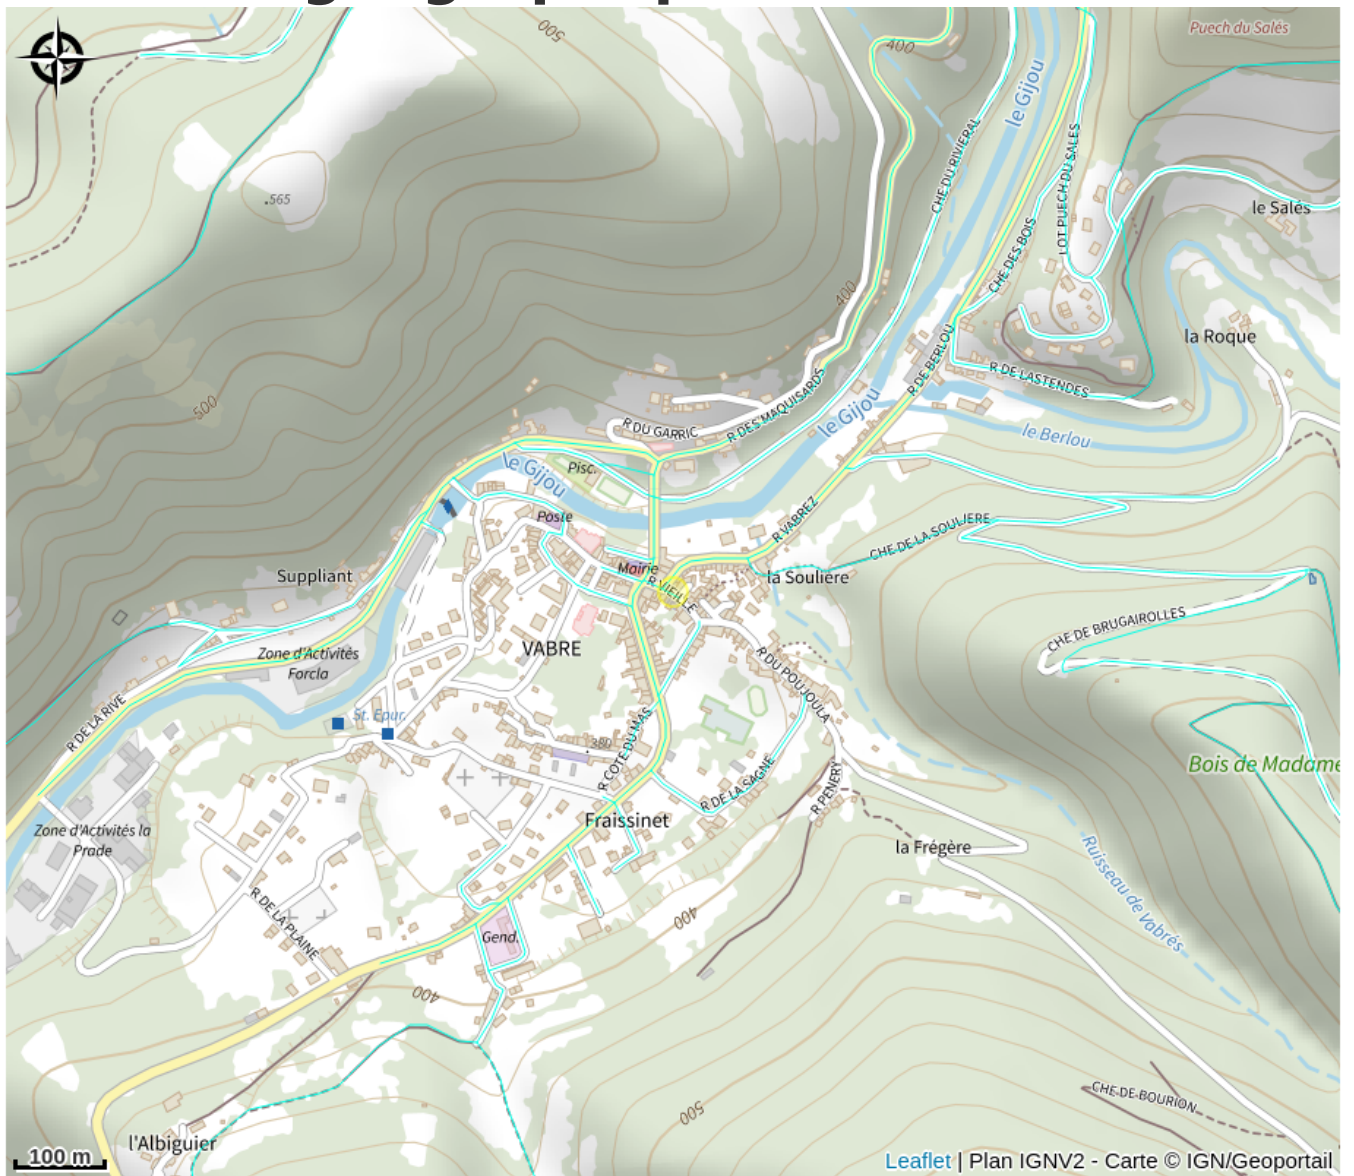 500
400
Puech du Salés
le Gijou
CHE DU RIVIERAL
LOT PUECH DU SALES
.565
le Salés
CHE DES BOIS
400
la Roque
500
R DE BERLOU
R DE LASTENDES
R DES MAQUISARDS
R DU GARRIC
le Gijou
le Berlou
le Gijou
Pisc.
Poste
R VABREZ
CHE DE LA SOULIERE
Suppliant
Mairie
R VIEILLE
la Soulière
CHE DE BRUGAIROLLES
VABRE
Zone d'Activités
Forcla
R DU POUJOULA
R DE LA RIVE
St. Epur.
R COTE DU MAS
380
Bois de Madame
R DE LA SAGNE
R PENERY
Zone d'Activités la
Prade
Fraissinet
la Frégère
Ruisseau de Vabrés
R DE LA PLAINE
400
Gend.
400
CHE DE BOURION
500
l'Albiguier
100 m
Leaflet | Plan IGNV2 - Carte © IGN/Geoportail